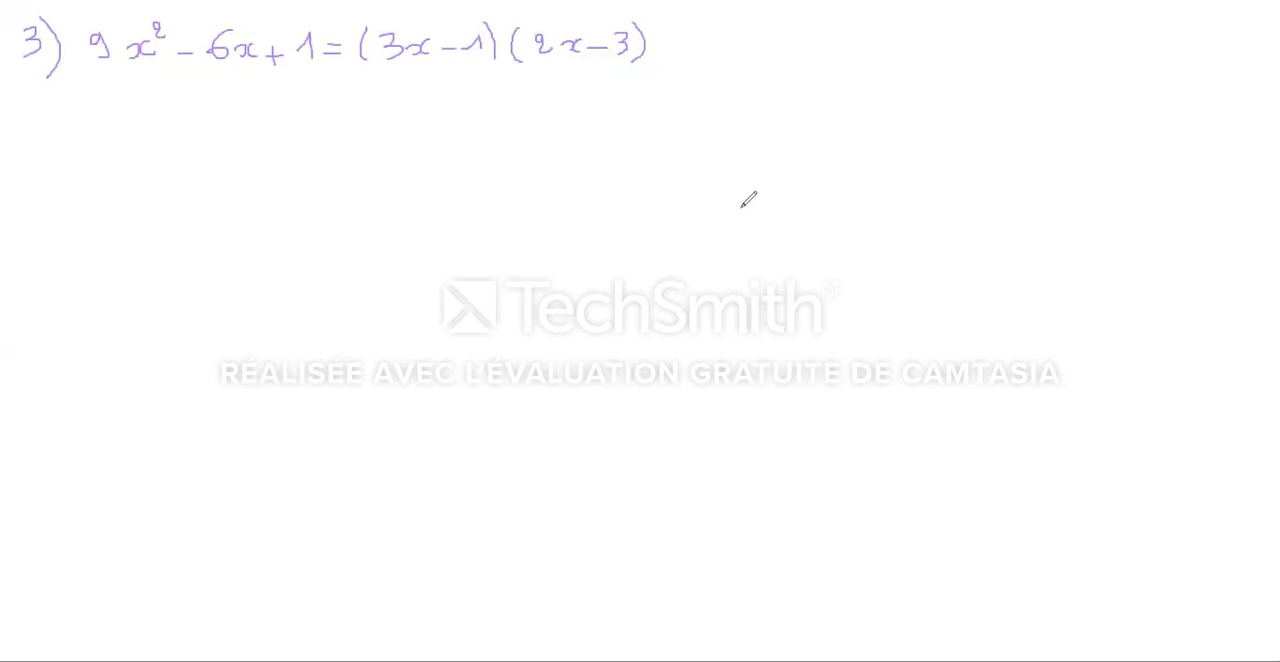 3) 9x² - 6x + 1 = (3x - 1)(2x - 3)
TechSmith®
RÉALISÉE AVEC L'ÉVALUATION GRATUITE DE CAMTASIA